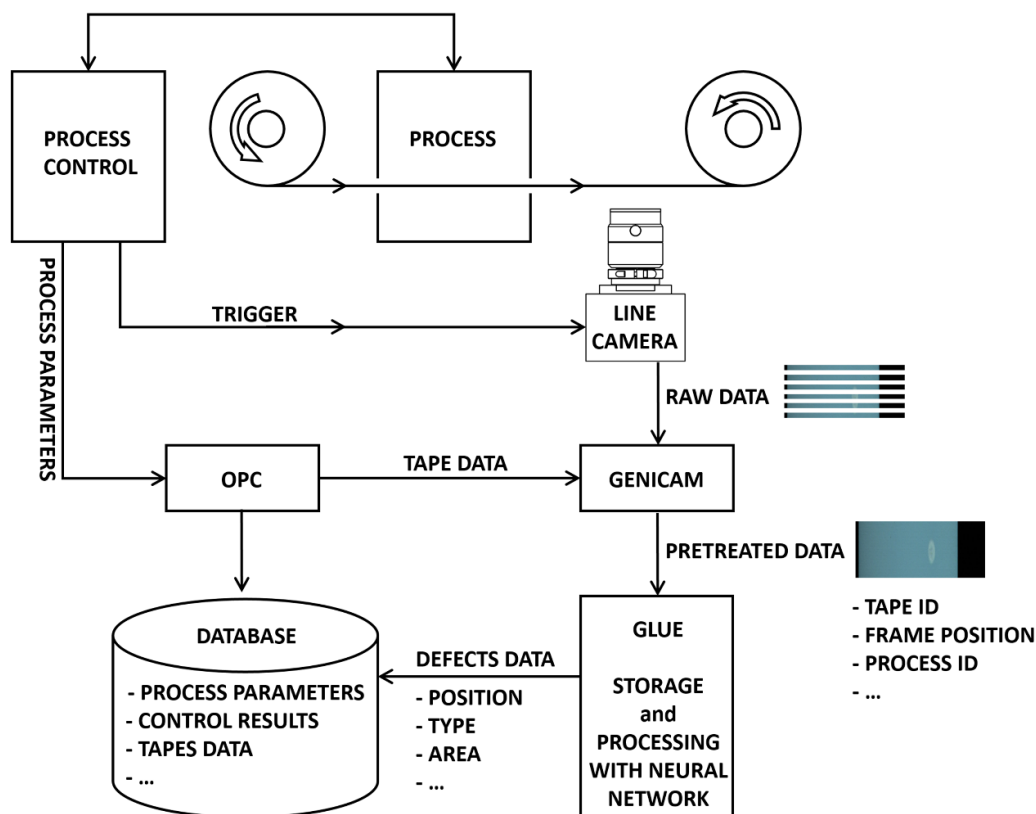 PROCESS
CONTROL
PROCESS
PROCESS PARAMETERS
TRIGGER
LINE
CAMERA
RAW DATA
OPC
TAPE DATA
GENICAM
PRETREATED DATA
- TAPE ID
- FRAME POSITION
- PROCESS ID
- ...
DATABASE
- PROCESS PARAMETERS
- CONTROL RESULTS
- TAPES DATA
- ...
DEFECTS DATA
- POSITION
- TYPE
- AREA
- ...
GLUE
STORAGE
and
PROCESSING
WITH NEURAL
NETWORK